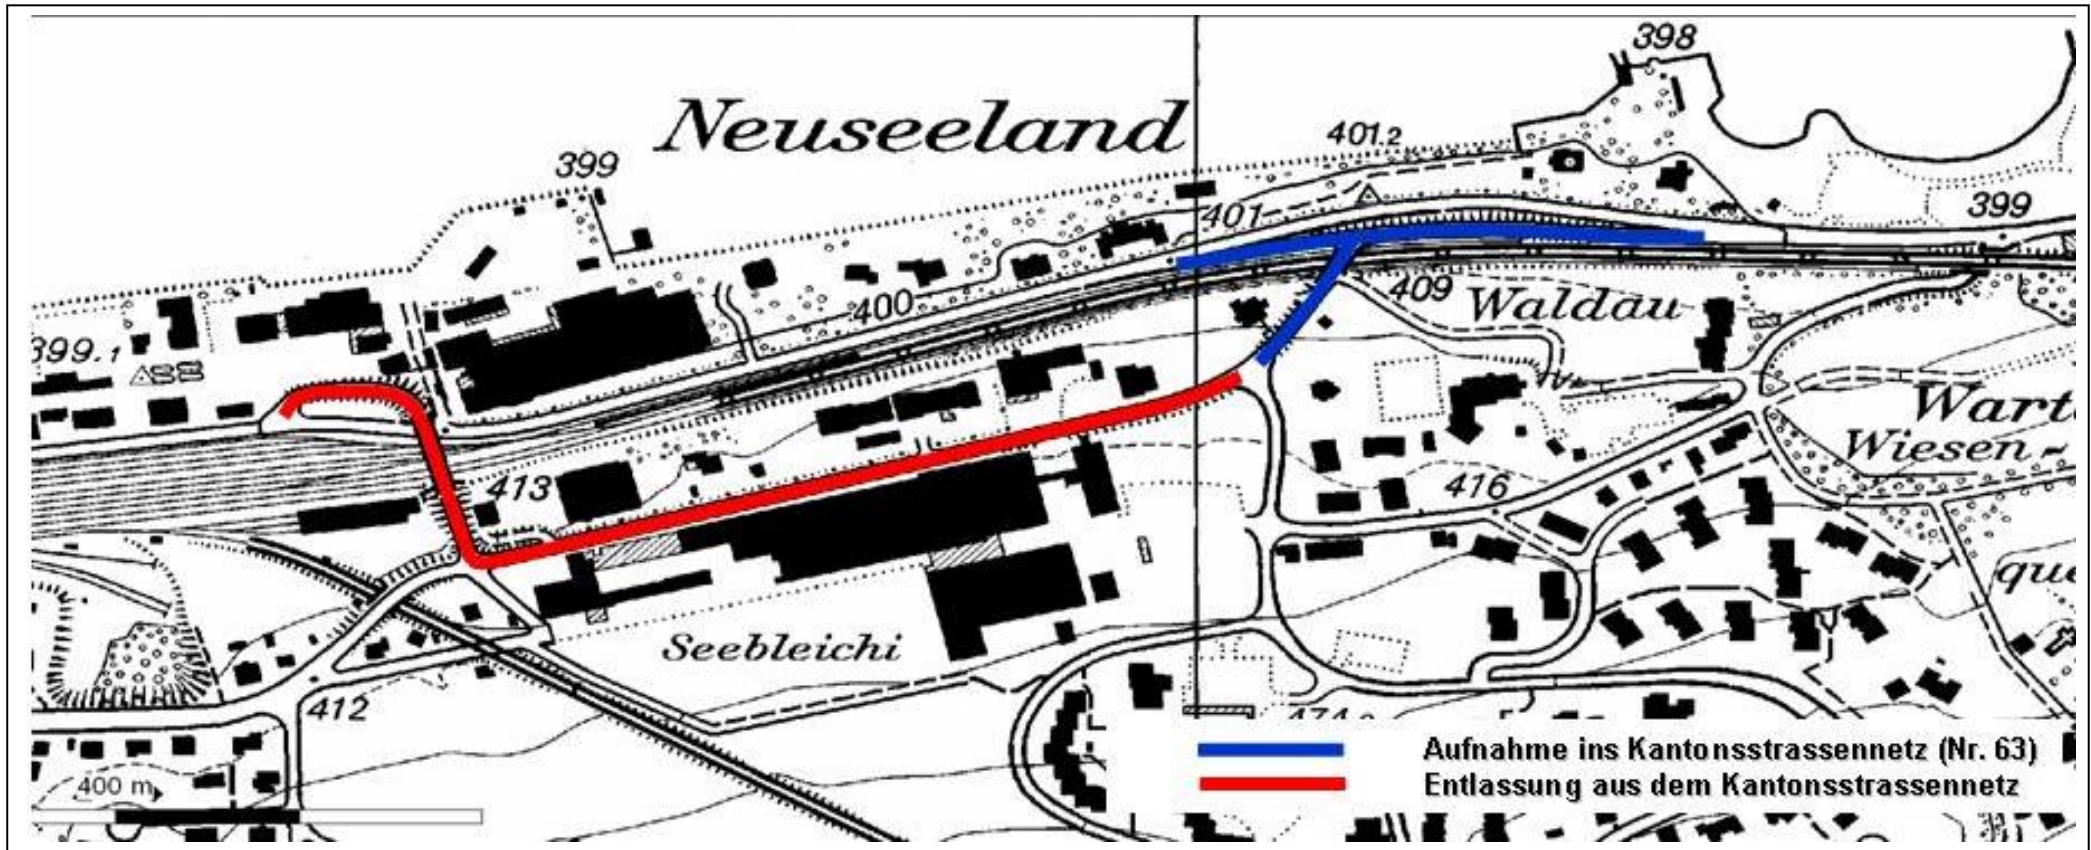 398
Neuseeland
401.2
399
399
401
400
409
Waldau
399.1
Wiesen-
413
416
Seebleichi
412
Aufnahme ins Kantonsstrassennetz (Nr. 63)
Entlassung aus dem Kantonsstrassennetz
400 m